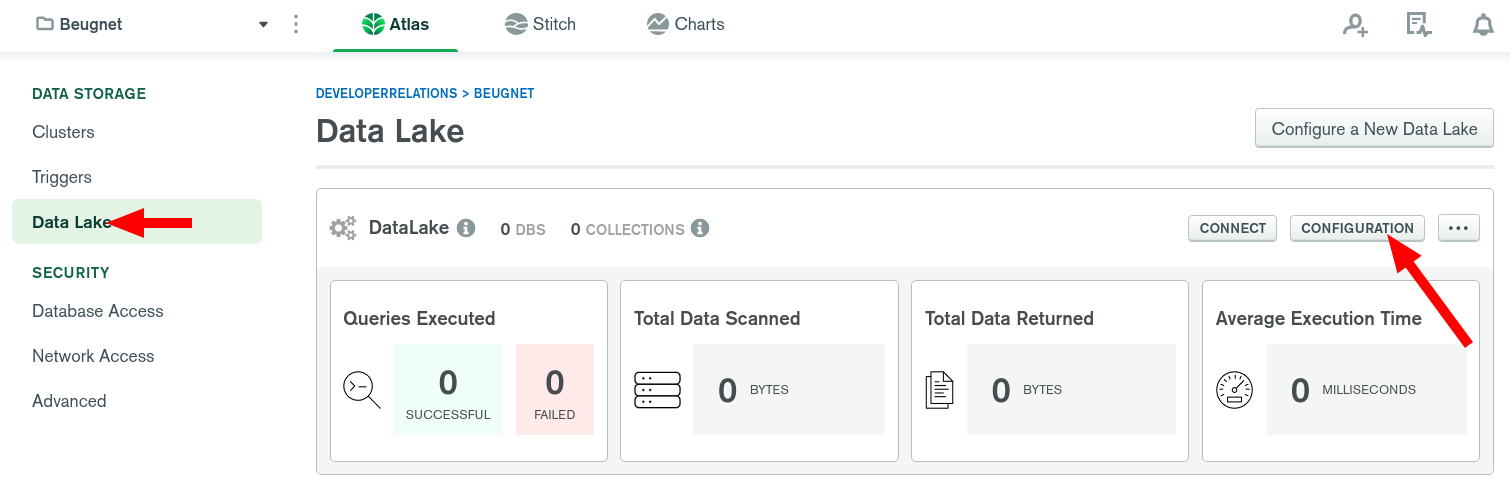 Beugnet
Atlas
Stitch
Charts
DATA STORAGE
Clusters
Triggers
Data Lake
SECURITY
Database Access
Network Access
Advanced
DEVELOPERRELATIONS > BEUGNET
Data Lake
Configure a New Data Lake
DataLake 0 DBS 0 COLLECTIONS
CONNECT
CONFIGURATION
Queries Executed
0
SUCCESSFUL
0
FAILED
Total Data Scanned
0 BYTES
Total Data Returned
0 BYTES
Average Execution Time
0 MILLISECONDS